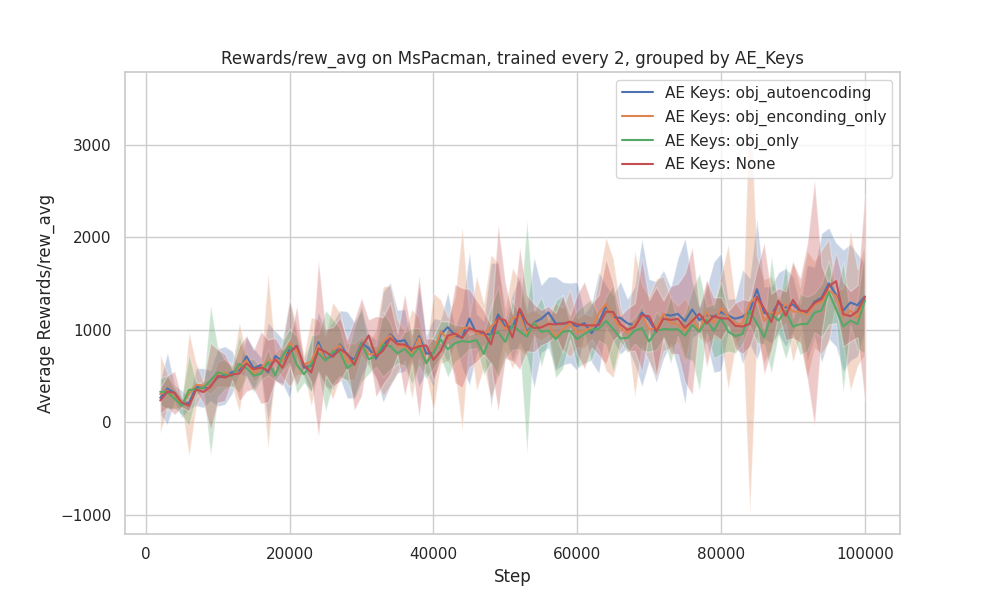 Rewards/rew_avg on MsPacman, trained every 2, grouped by AE_Keys
AE Keys: obj_autoencoding
AE Keys: obj_enconding_only
AE Keys: obj_only
AE Keys: None
3000
2000
1000
0
−1000
Average Rewards/rew_avg
0 20000 40000 60000 80000 100000
Step